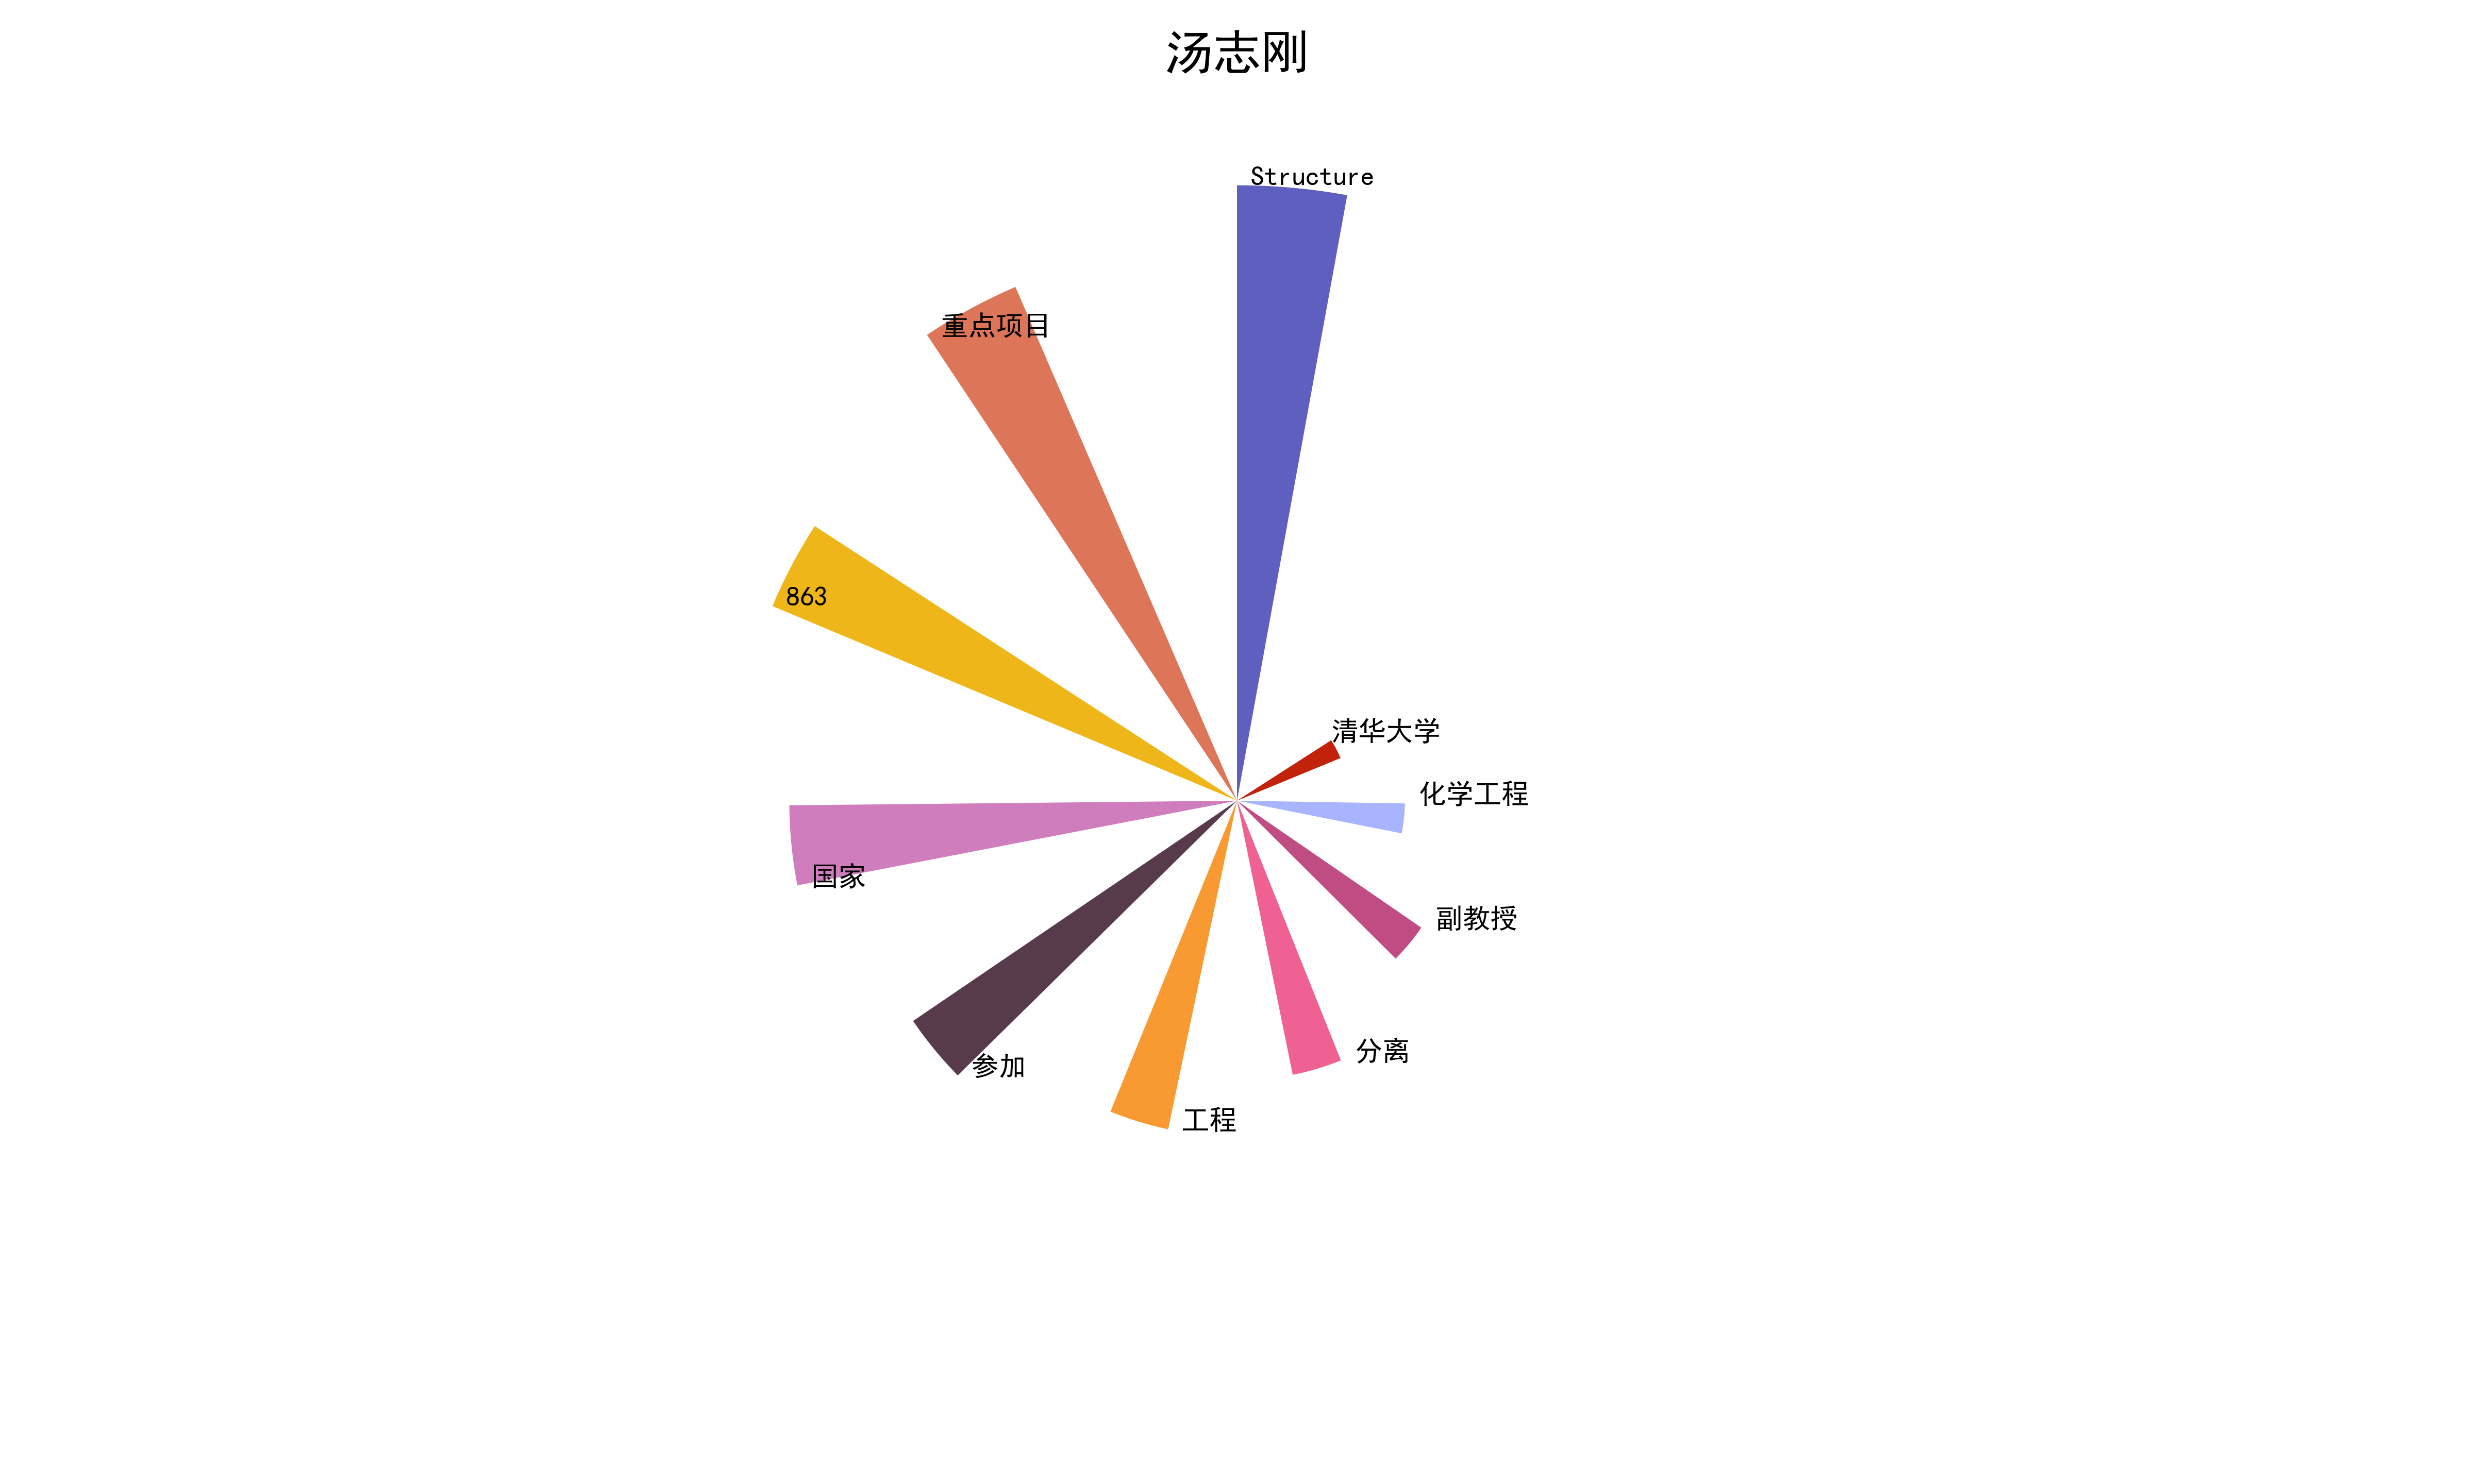 汤志刚
Structure
重点项目
863
清华大学
化学工程
国家
副教授
分离
参加
工程